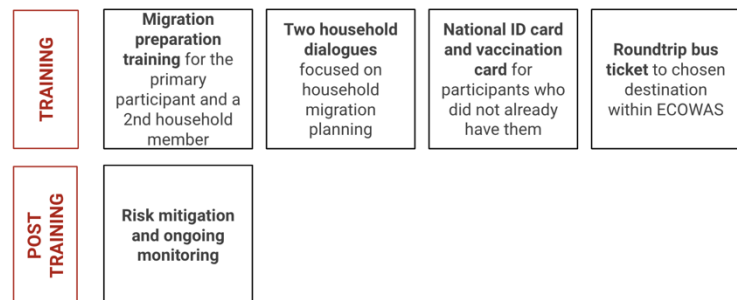 TRAINING
Migration
preparation
training for the
primary
participant and a
2nd household
member
Two household
dialogues
focused on
household
migration
planning
National ID card
and vaccination
card for
participants who
did not already
have them
Roundtrip bus
ticket to chosen
destination
within ECOWAS
POST
TRAINING
Risk mitigation
and ongoing
monitoring